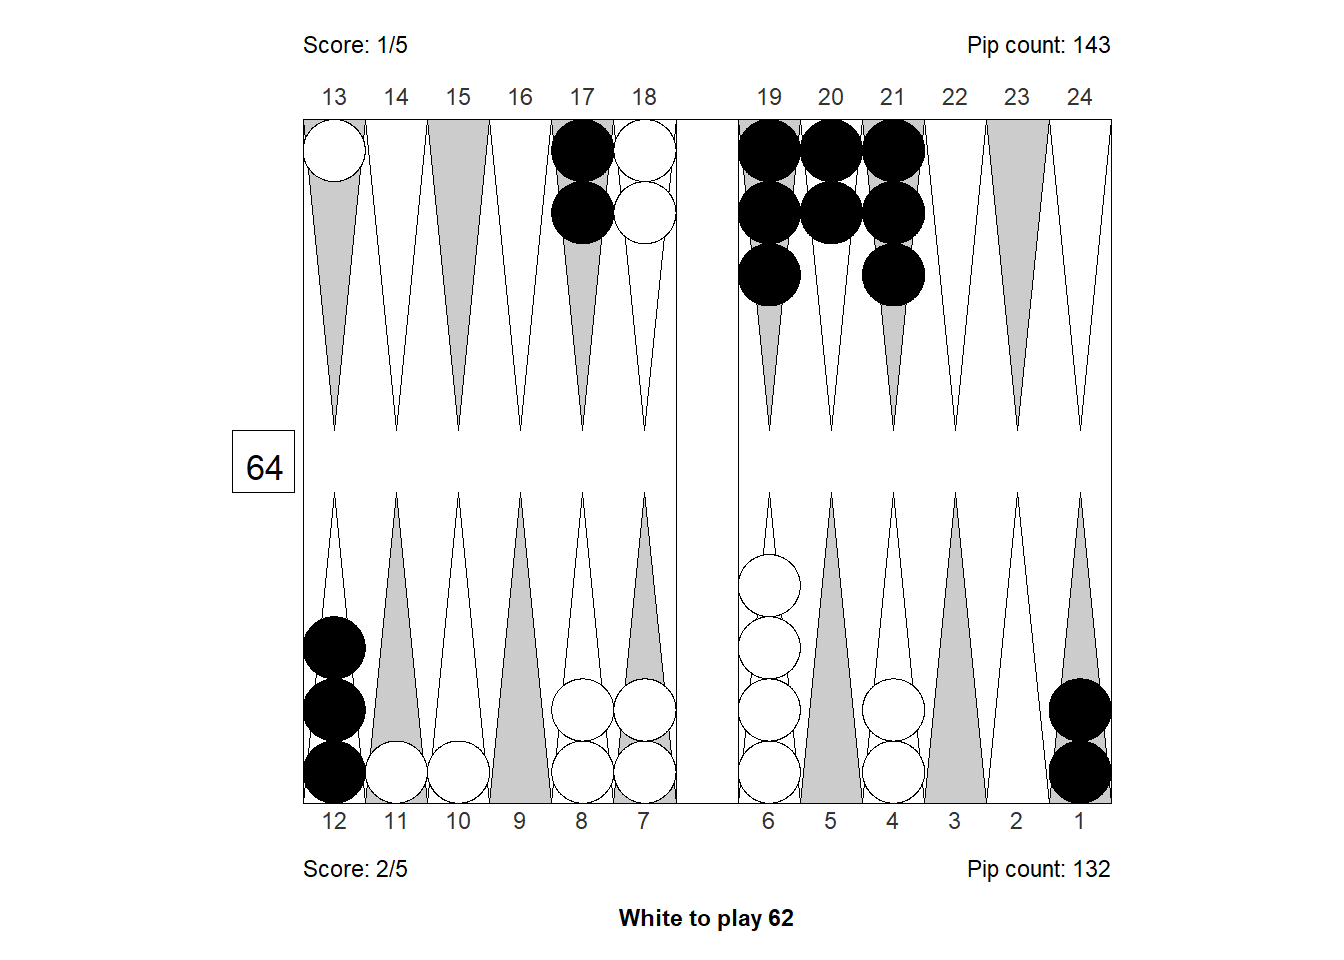 Score: 1/5 Pip count: 143
13 14 15 16 17 18 19 20 21 22 23 24
64
12 11 10 9 8 7 6 5 4 3 2 1
Score: 2/5 Pip count: 132
White to play 62